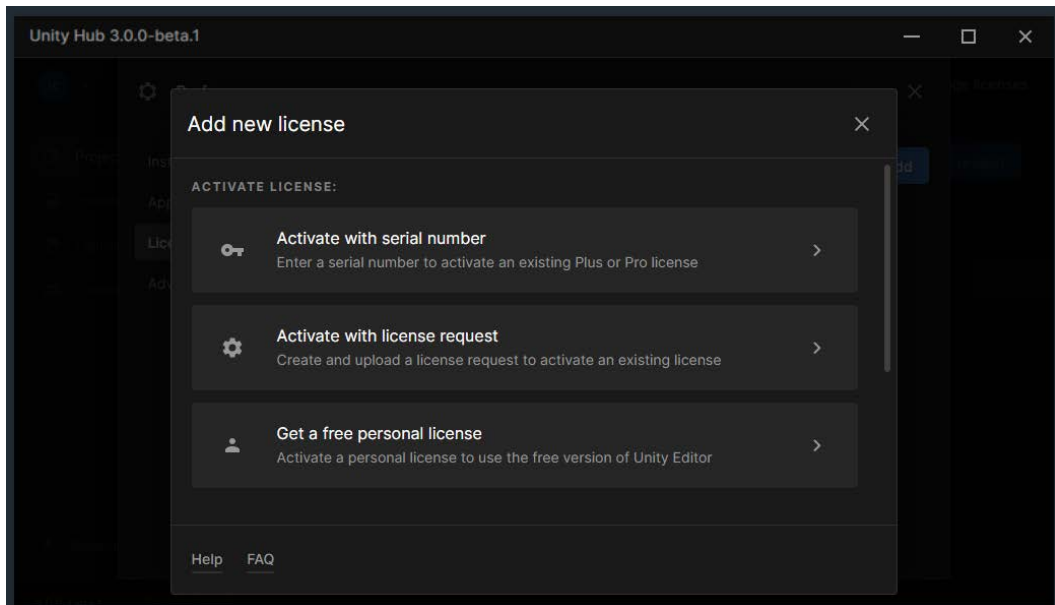 Unity Hub 3.0.0-beta.1
Add new license
ACTIVATE LICENSE:
Activate with serial number
Enter a serial number to activate an existing Plus or Pro license
Activate with license request
Create and upload a license request to activate an existing license
Get a free personal license
Activate a personal license to use the free version of Unity Editor
Help FAQ